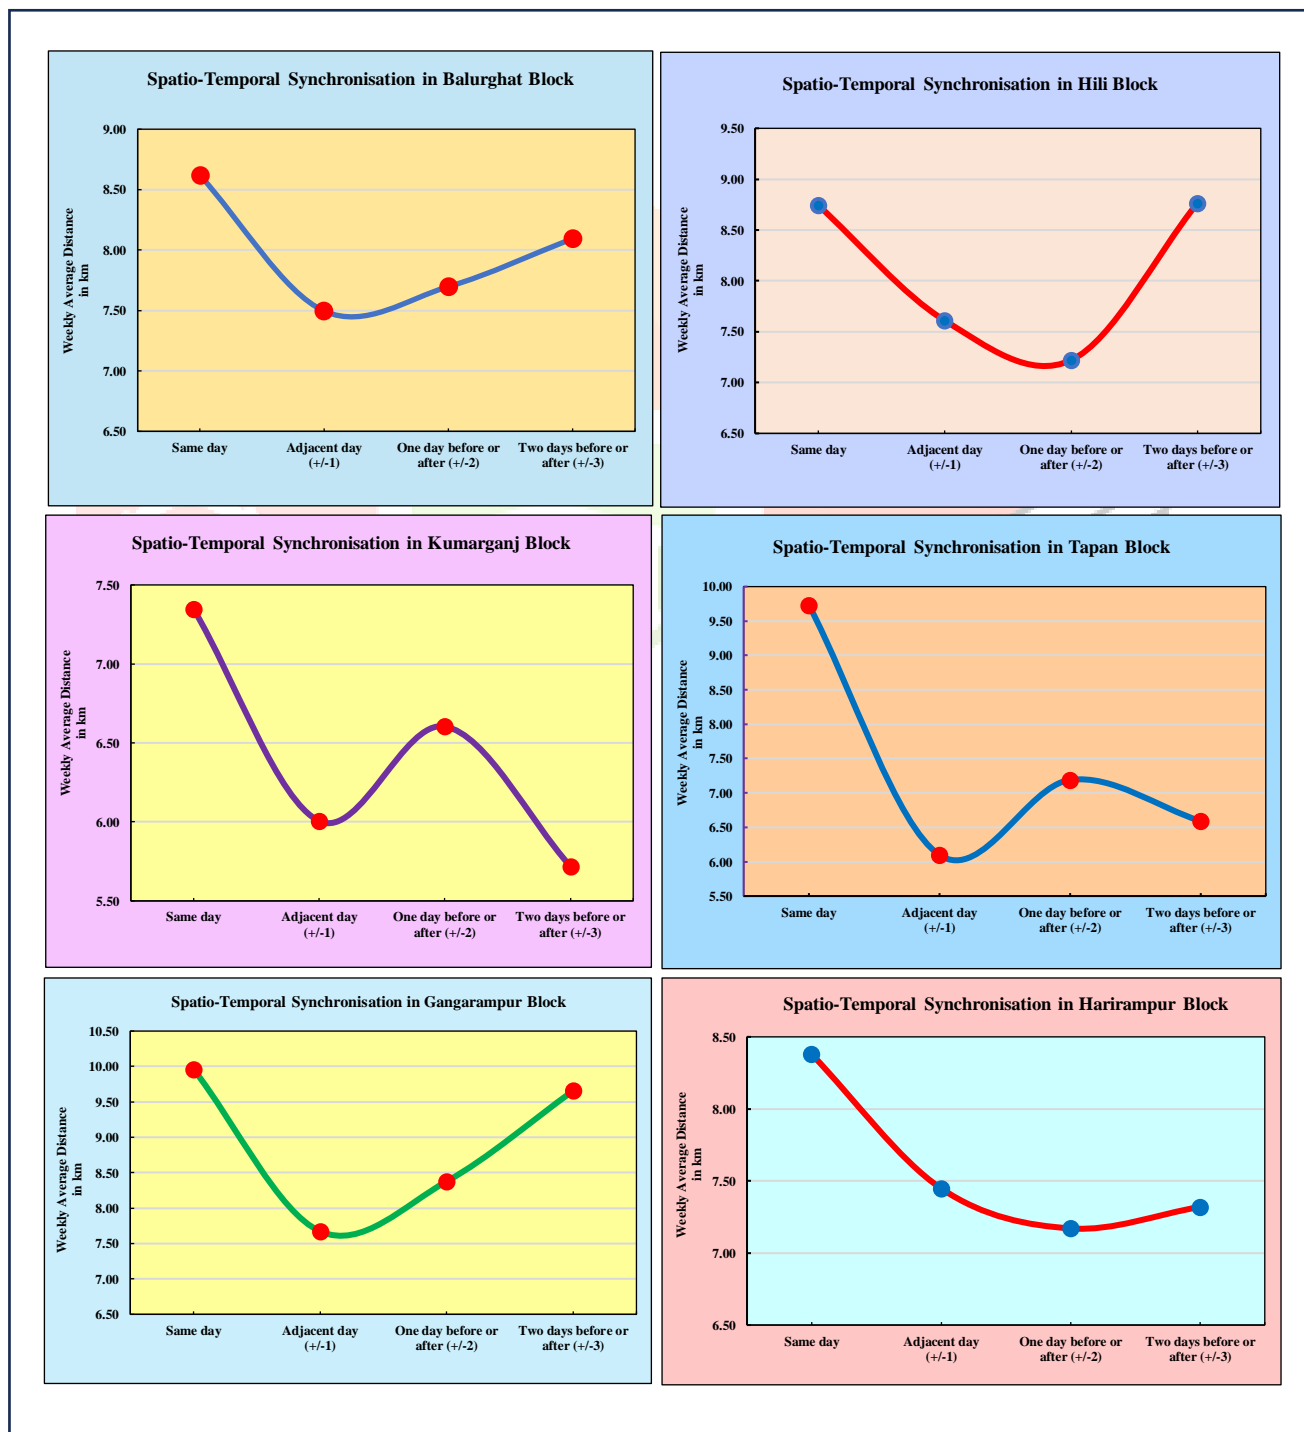 Spatio-Temporal Synchronisation in Balurghat Block
Weekly Average Distance
in km
9.00
8.50
8.00
7.50
7.00
6.50
Same day
Adjacent day
(+/-1)
One day before or
after (+/-2)
Two days before or
after (+/-3)
Spatio-Temporal Synchronisation in Hili Block
Weekly Average Distance
in km
9.50
9.00
8.50
8.00
7.50
7.00
6.50
Same day
Adjacent day
(+/-1)
One day before or
after (+/-2)
Two days before or
after (+/-3)
Spatio-Temporal Synchronisation in Kumarganj Block
Weekly Average Distance
in km
7.50
7.00
6.50
6.00
5.50
Same day
Adjacent day
(+/-1)
One day before or
after (+/-2)
Two days before or
after (+/-3)
Spatio-Temporal Synchronisation in Tapan Block
Weekly Average Distance
in km
10.00
9.50
9.00
8.50
8.00
7.50
7.00
6.50
6.00
5.50
Same day
Adjacent day
(+/-1)
One day before or
after (+/-2)
Two days before or
after (+/-3)
Spatio-Temporal Synchronisation in Gangarampur Block
Weekly Average Distance
in km
10.50
10.00
9.50
9.00
8.50
8.00
7.50
7.00
6.50
Same day
Adjacent day
(+/-1)
One day before or
after (+/-2)
Two days before or
after (+/-3)
Spatio-Temporal Synchronisation in Harirampur Block
Weekly Average Distance
in km
8.50
8.00
7.50
7.00
6.50
Same day
Adjacent day
(+/-1)
One day before or
after (+/-2)
Two days before or
after (+/-3)